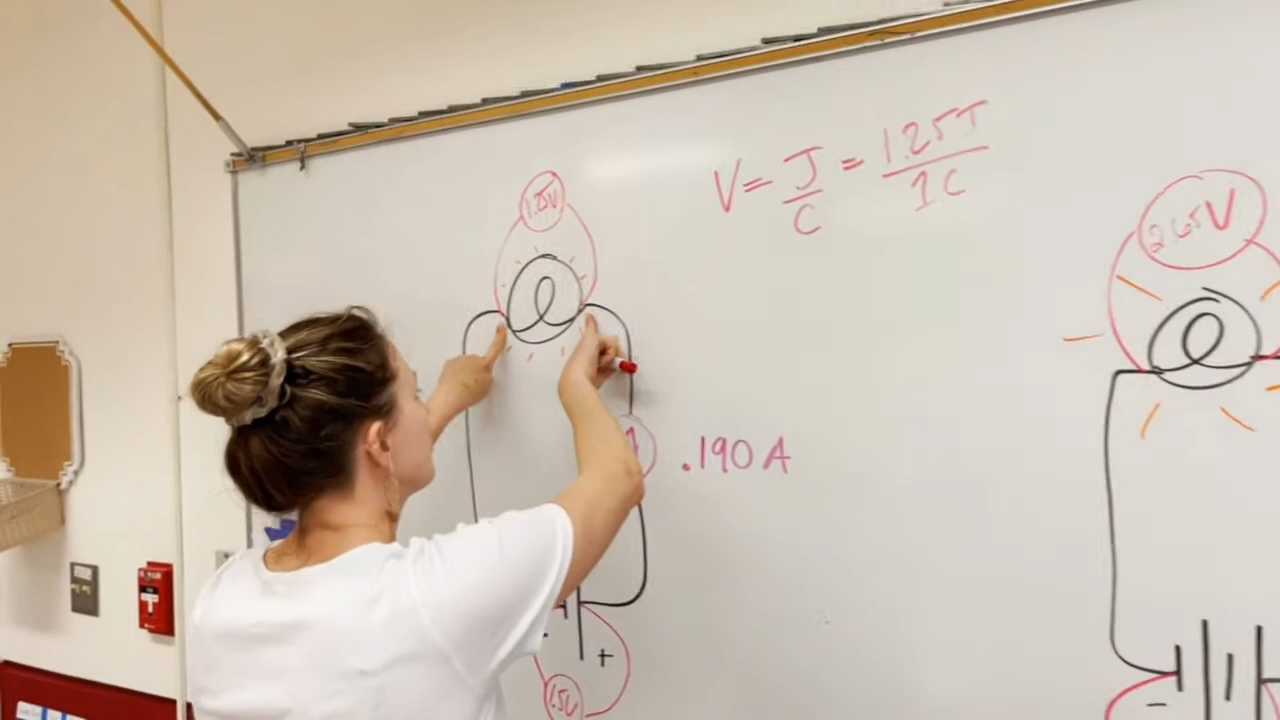 V = J/C = 1.25J/1C
1.25V
2.65V
.190 A
+
1.5V
-